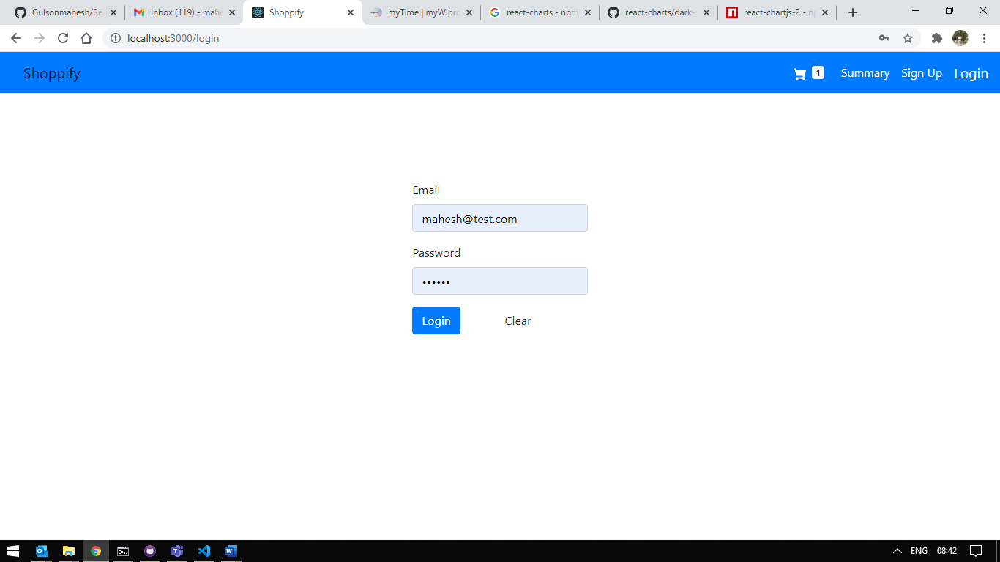 Gulsonmahesh/Re
Inbox (119) - mahe
Shoppify
myTime | myWipro
react-charts - npm
react-charts/dark-
react-chartjs-2 - np
localhost:3000/login
Shoppify
1
Summary
Sign Up
Login
Email
mahesh@test.com
Password
••••••
Login
Clear
ENG
08:42